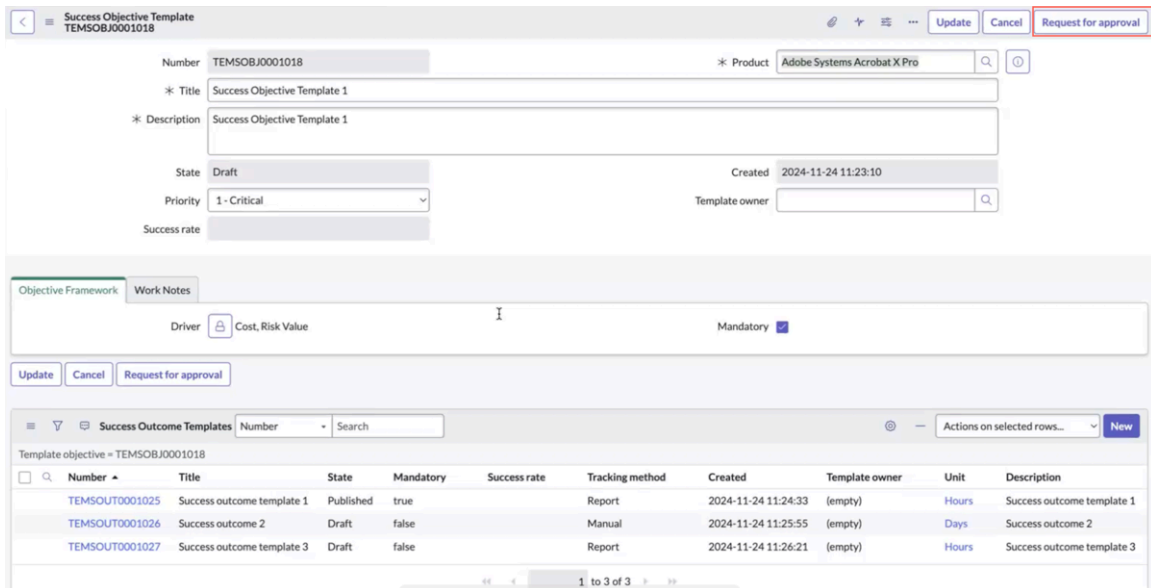 Success Objective Template
TEMSOBJ0001018
Update Cancel Request for approval
Number TEMSOBJ0001018 * Product Adobe Systems Acrobat X Pro
* Title Success Objective Template 1
* Description Success Objective Template 1
State Draft Created 2024-11-24 11:23:10
Priority 1 - Critical Template owner
Success rate
Objective Framework Work Notes
Driver Cost, Risk Value Mandatory
Update Cancel Request for approval
Success Outcome Templates Number Search Actions on selected rows... New
Template objective = TEMSOBJ0001018
Number Title State Mandatory Success rate Tracking method Created Template owner Unit Description
TEMSOUT0001025 Success outcome template 1 Published true Report 2024-11-24 11:24:33 (empty) Hours Success outcome template 1
TEMSOUT0001026 Success outcome 2 Draft false Manual 2024-11-24 11:25:55 (empty) Days Success outcome 2
TEMSOUT0001027 Success outcome template 3 Draft false Report 2024-11-24 11:26:21 (empty) Hours Success outcome template 3
1 to 3 of 3